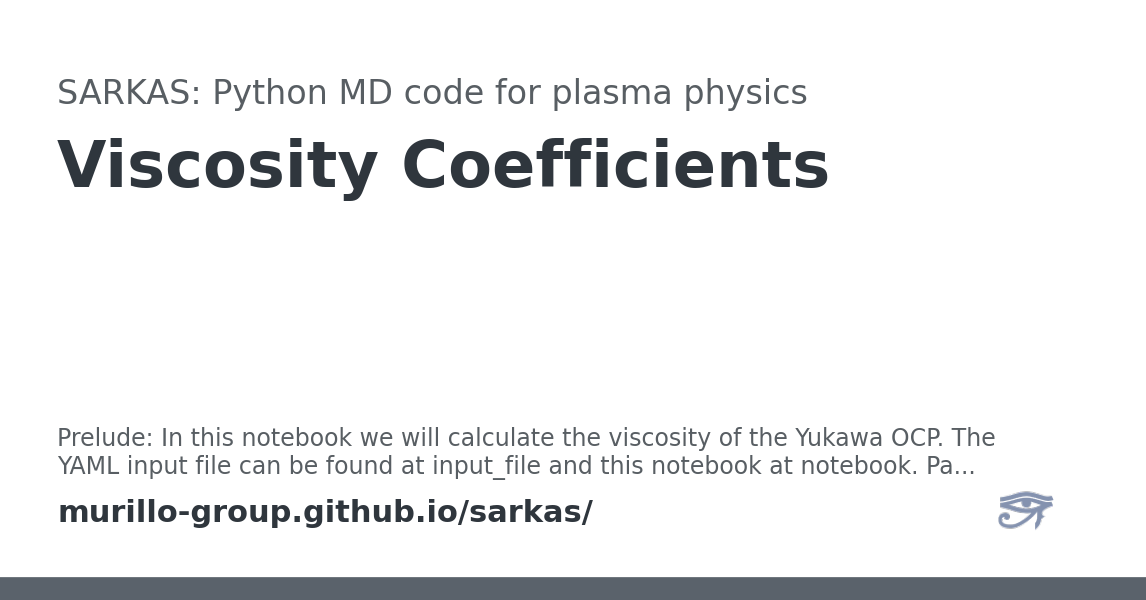 SARKAS: Python MD code for plasma physics
Viscosity Coefficients
Prelude: In this notebook we will calculate the viscosity of the Yukawa OCP. The
YAML input file can be found at input_file and this notebook at notebook. Pa...
murillo-group.github.io/sarkas/